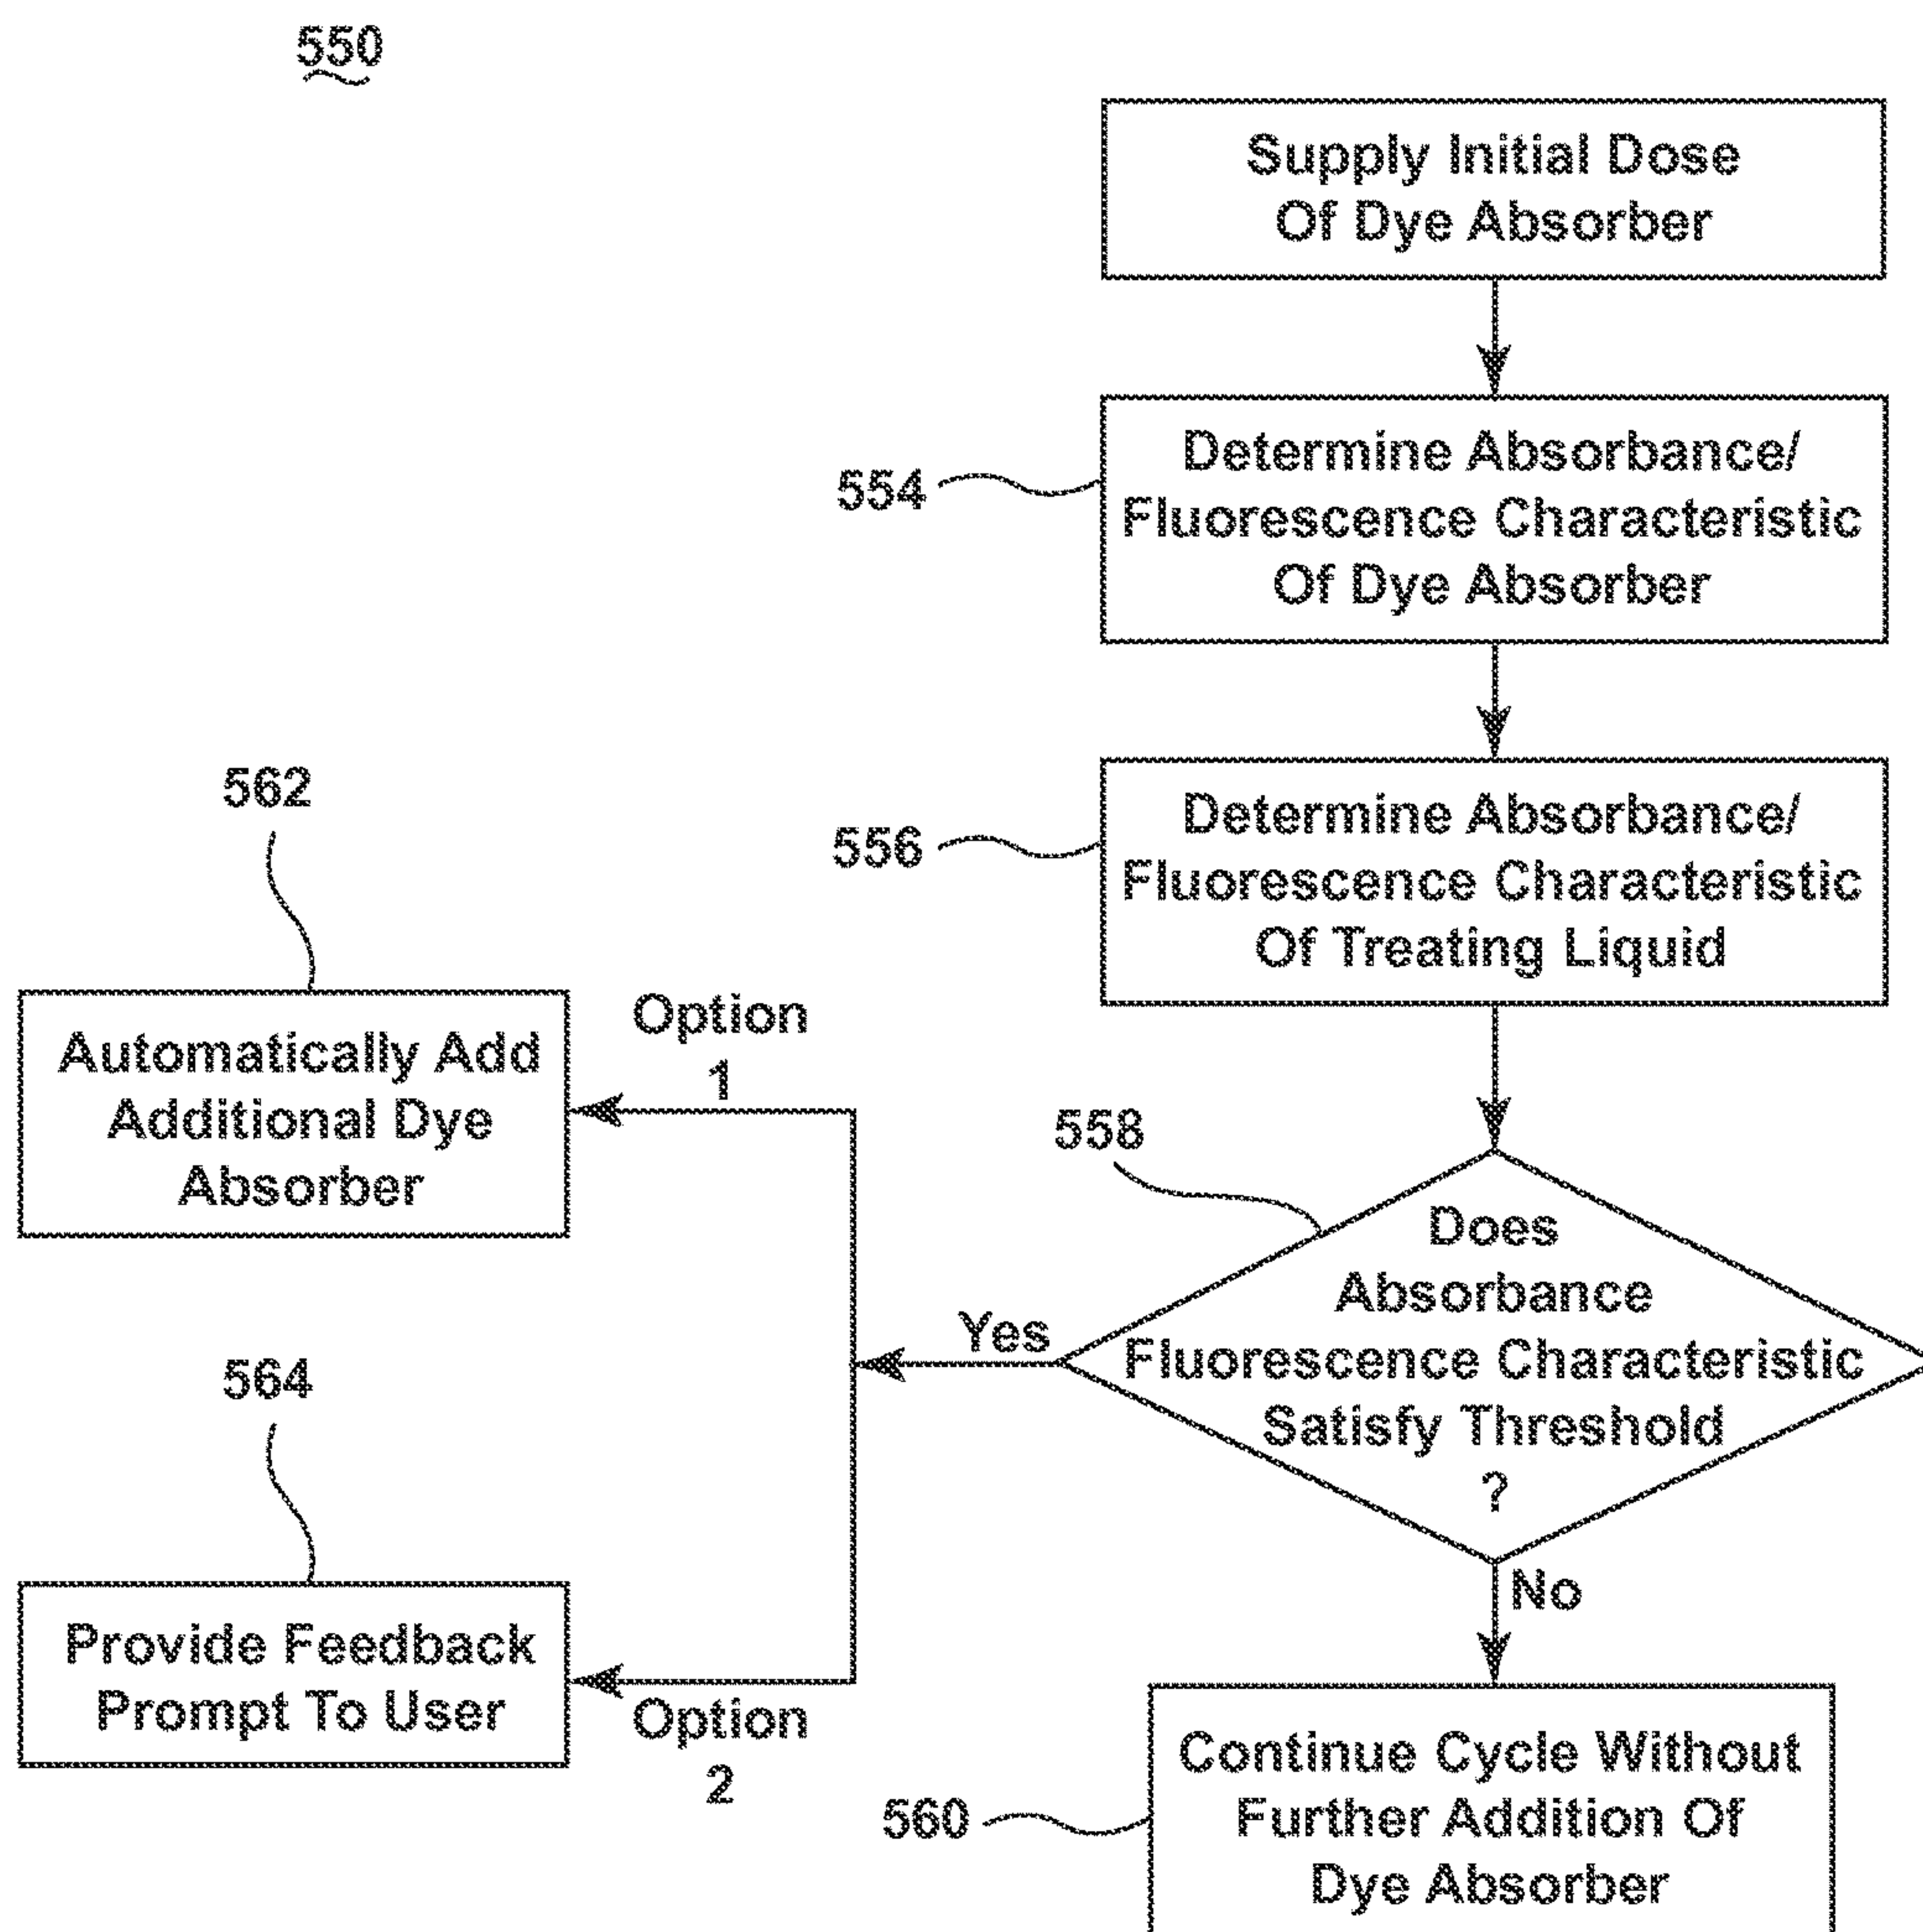 550
Supply Initial Dose
Of Dye Absorber
554
Determine Absorbance/
Fluorescence Characteristic
Of Dye Absorber
556
Determine Absorbance/
Fluorescence Characteristic
Of Treating Liquid
562
Automatically Add
Additional Dye
Absorber
Option
1
558
Does
Absorbance
Fluorescence Characteristic
Satisfy Threshold
?
Yes
564
Provide Feedback
Prompt To User
Option
2
No
560
Continue Cycle Without
Further Addition Of
Dye Absorber